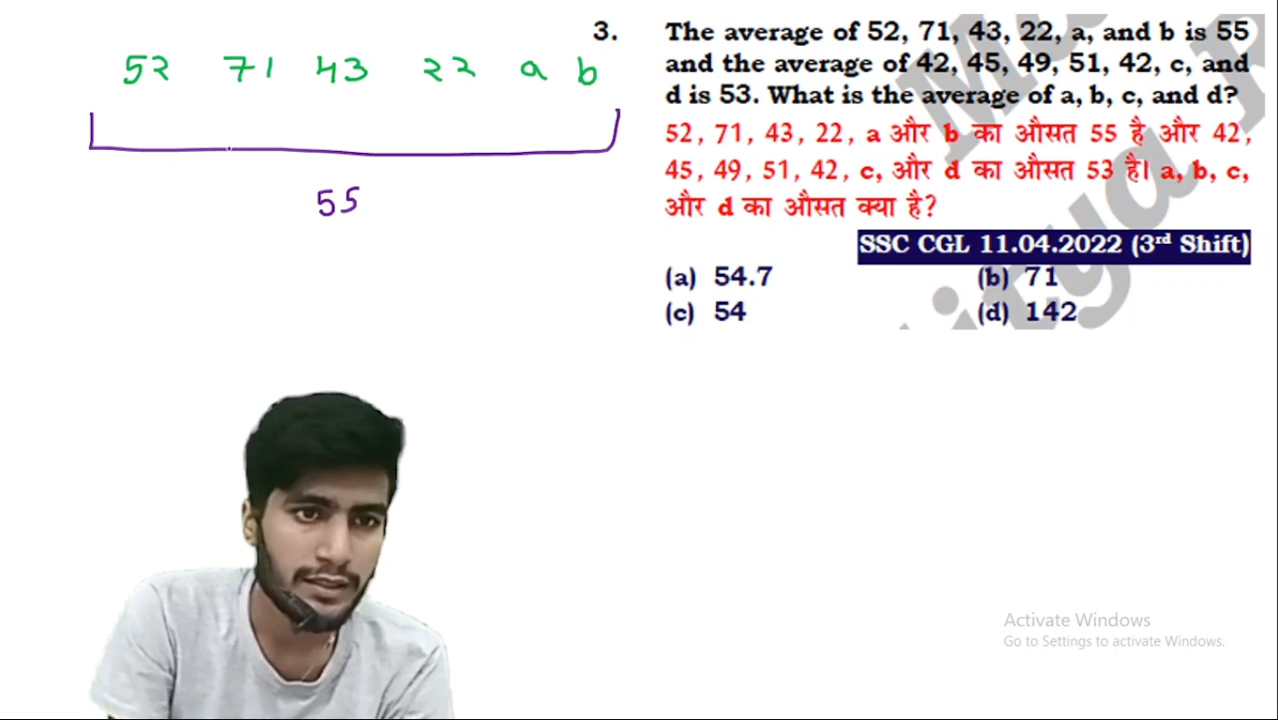 52 71 43 22 a b
55
3. The average of 52, 71, 43, 22, a, and b is 55
and the average of 42, 45, 49, 51, 42, c, and
d is 53. What is the average of a, b, c, and d?
52, 71, 43, 22, a और b का औसत 55 है और 42,
45, 49, 51, 42, c, और d का औसत 53 है। a, b, c,
और d का औसत क्या है?
SSC CGL 11.04.2022 (3rd Shift)
(a) 54.7 (b) 71
(c) 54 (d) 142
Activate Windows
Go to Settings to activate Windows.